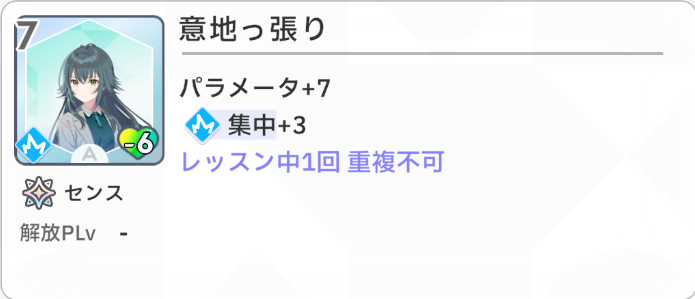 7
意地っ張り
パラメータ+7
集中+3
レッスン中1回 重複不可
A
-6
センス
解放PLv -